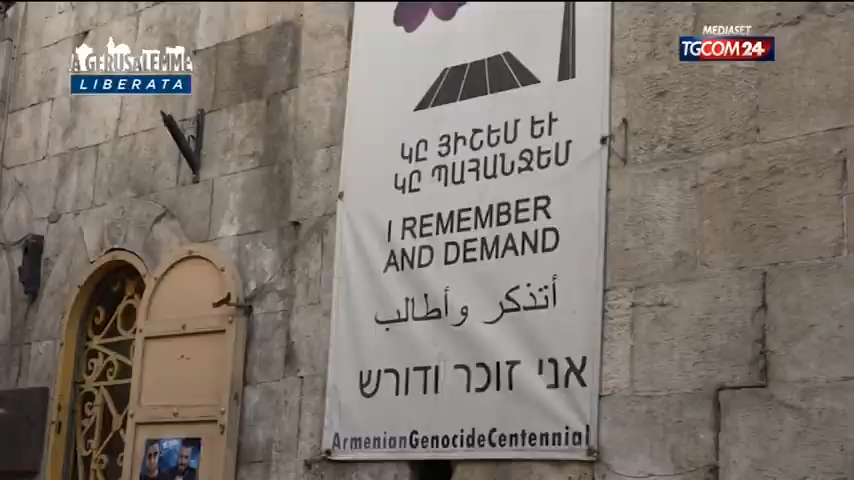 A GERUSALEMME
LIBERATA
MEDIASET
TGCOM24
ԿԸ ՅԻՇԵՄ ԵՒ
ԿԸ ՊԱՀԱՆՋԵՄ
I REMEMBER
AND DEMAND
أتذكر وأطالب
אני זוכר ודורש
ArmenianGenocideCentennial